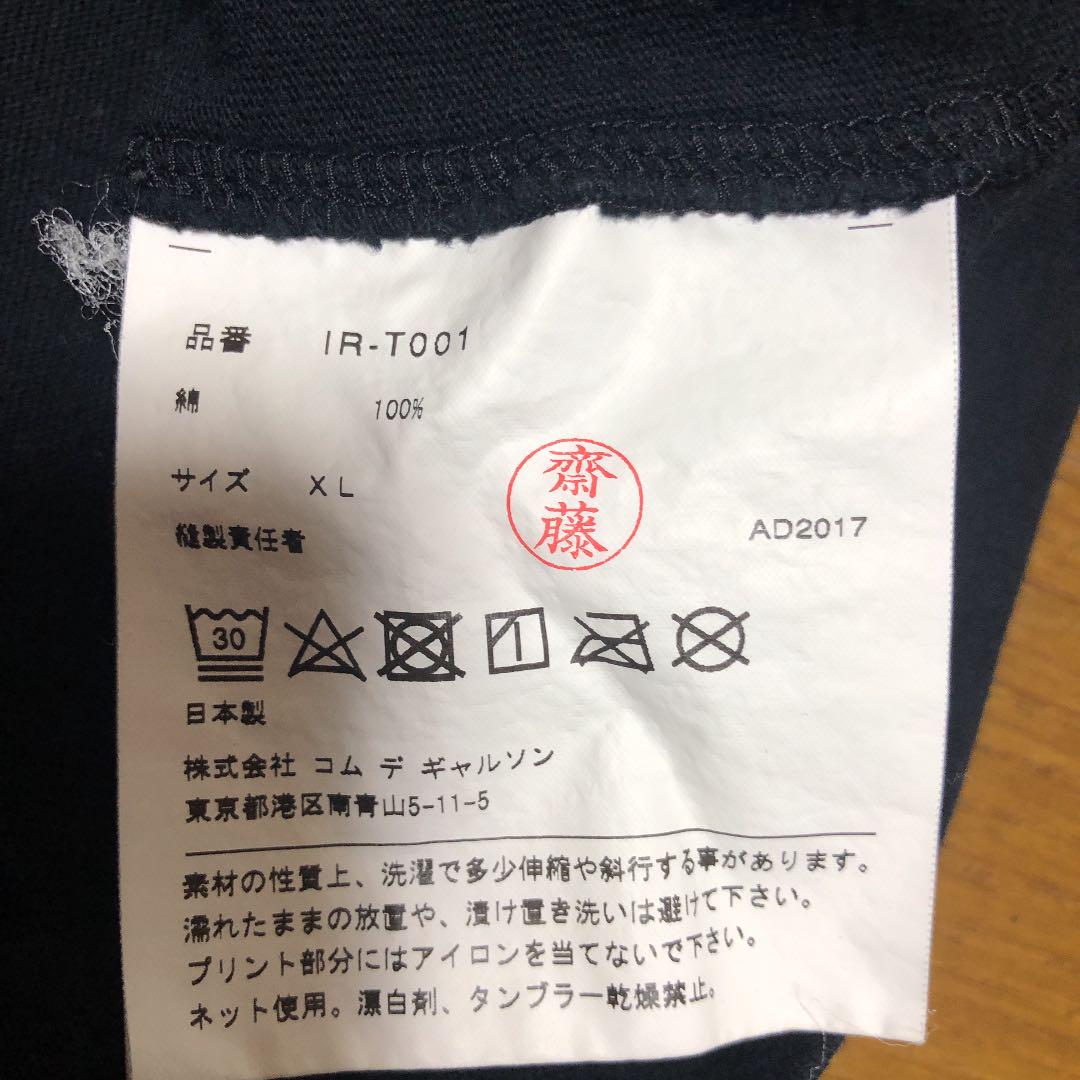 品番 IR-T001
綿 100%
サイズ XL
縫製責任者 齋藤 AD2017
30
日本製
株式会社 コム デ ギャルソン
東京都港区南青山5-11-5
素材の性質上、洗濯で多少伸縮や斜行する事があります。
濡れたままの放置や、漬け置き洗いは避けて下さい。
プリント部分にはアイロンを当てないで下さい。
ネット使用。漂白剤、タンブラー乾燥禁止。